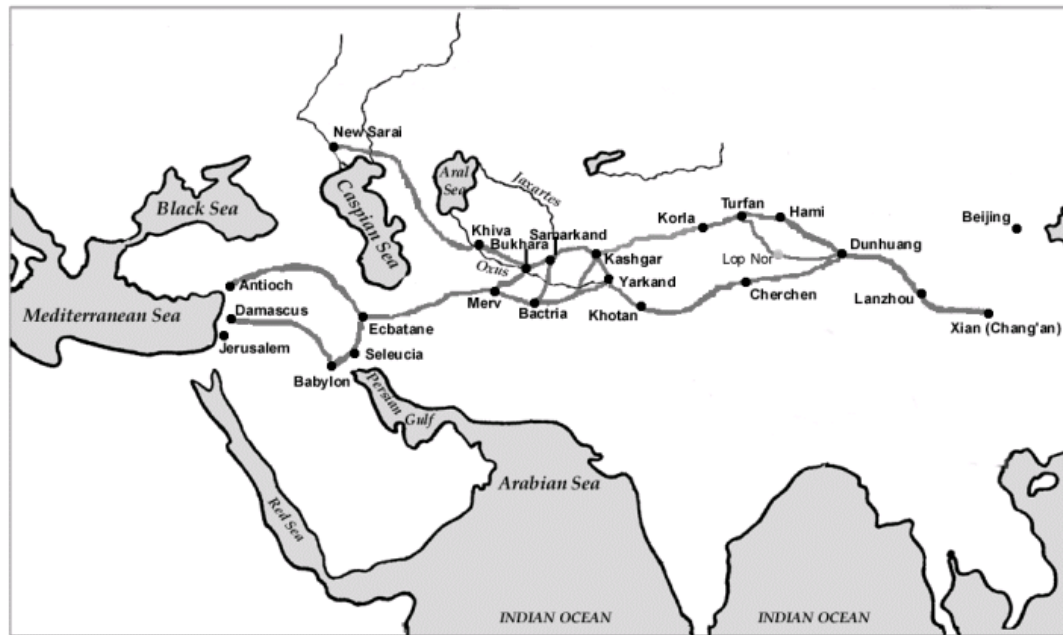 New Sarai
Aral
Sea
Jaxartes
Black Sea
Caspian Sea
Turfan
Hami
Korla
Beijing
Khiva
Samarkand
Bukhara
Dunhuang
Kashgar
Lop Nor
Oxus
Antioch
Yarkand
Merv
Cherchen
Lanzhou
Damascus
Mediterranean Sea
Bactria
Khotan
Ecbatane
Xian (Chang'an)
Jerusalem
Seleucia
Babylon
Persian
Gulf
Arabian Sea
Red Sea
INDIAN OCEAN
INDIAN OCEAN